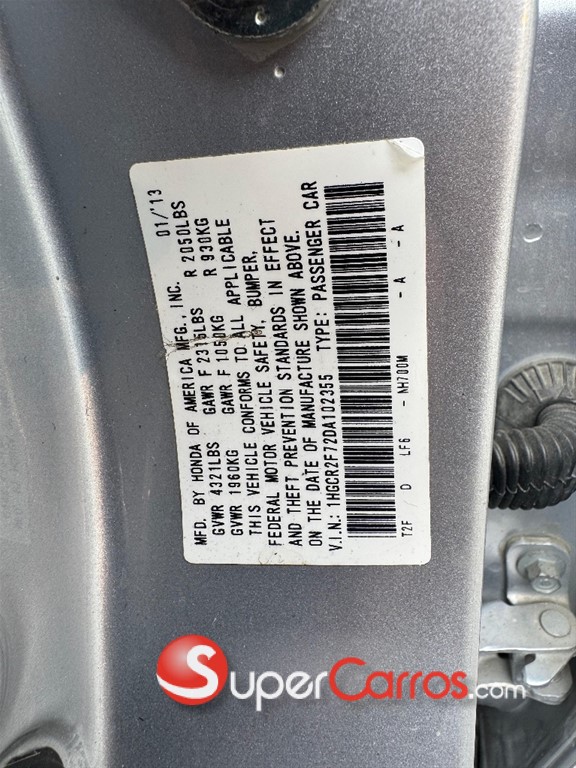 MFD. BY HONDA OF AMERICA MFG., INC. 01/'13
GVWR 4321LBS GAWR F 2315LBS R 2050LBS
GVWR 1960KG GAWR F 1050KG R 930KG
THIS VEHICLE CONFORMS TO ALL APPLICABLE
FEDERAL MOTOR VEHICLE SAFETY, BUMPER,
AND THEFT PREVENTION STANDARDS IN EFFECT
ON THE DATE OF MANUFACTURE SHOWN ABOVE.
V.I.N.: 1HGCR2F72DA102355 TYPE: PASSENGER CAR
T2F D LF6 - NH700M - A - A
S SuperCarros.com